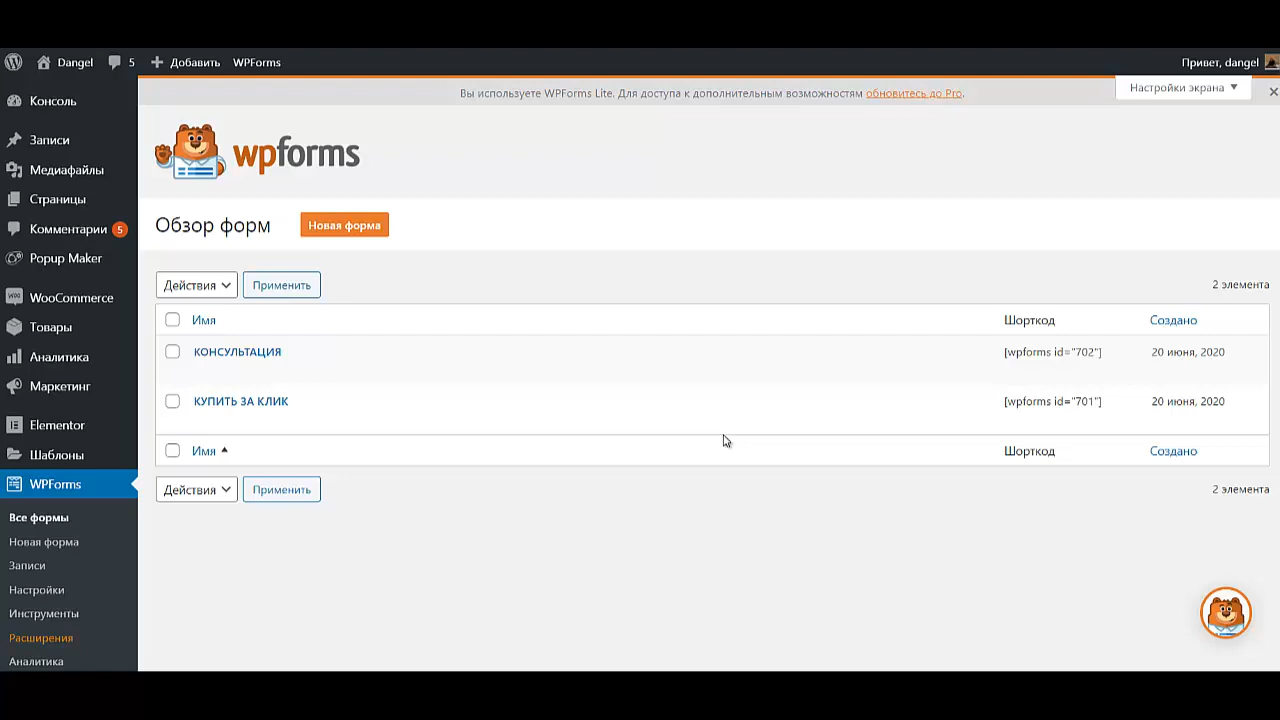 Dangel 5 Добавить WPForms Привет, dangel
Вы используете WPForms Lite. Для доступа к дополнительным возможностям обновитесь до Pro.
Настройки экрана ▼
Консоль
Записи
Медиафайлы
Страницы
Комментарии 5
Popup Maker
WooCommerce
Товары
Аналитика
Маркетинг
Elementor
Шаблоны
WPForms
Все формы
Новая форма
Записи
Настройки
Инструменты
Расширения
Аналитика
wpforms
Обзор форм Новая форма
Действия Применить 2 элемента
Имя Шорткод Создано
КОНСУЛЬТАЦИЯ [wpforms id="702"] 20 июня, 2020
КУПИТЬ ЗА КЛИК [wpforms id="701"] 20 июня, 2020
Имя Шорткод Создано
Действия Применить 2 элемента